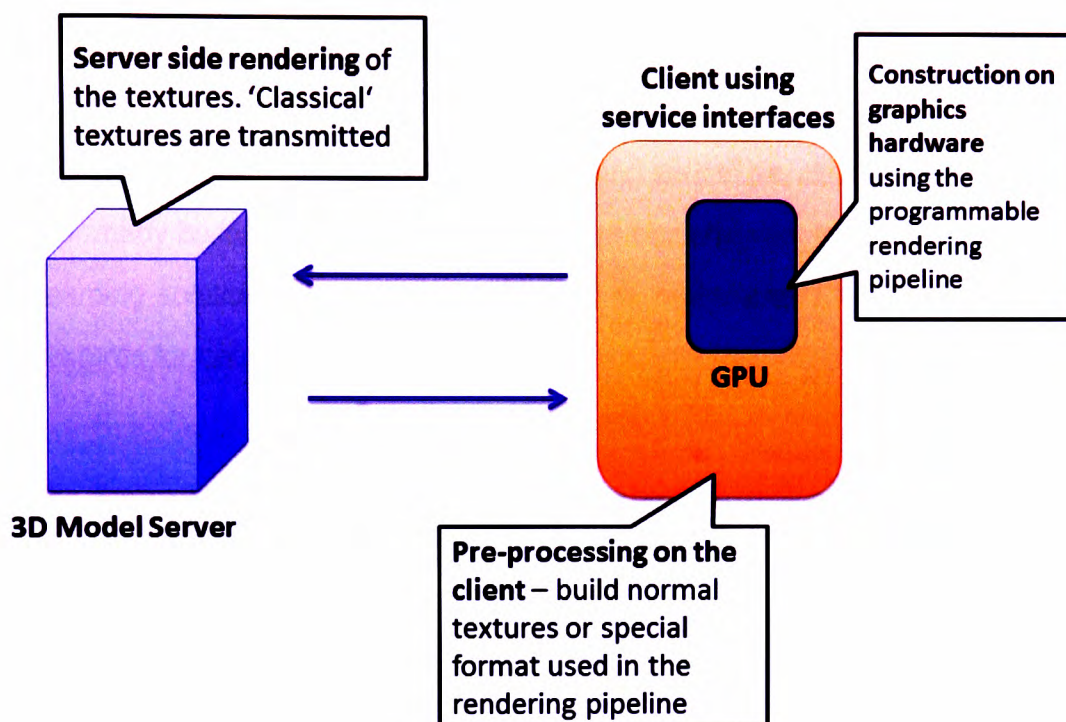 Server side rendering of
the textures. ‘Classical‘
textures are transmitted
Client using
service interfaces
Construction on
graphics
hardware
using the
programmable
rendering
pipeline
GPU
3D Model Server
Pre-processing on the
client – build normal
textures or special
format used in the
rendering pipeline